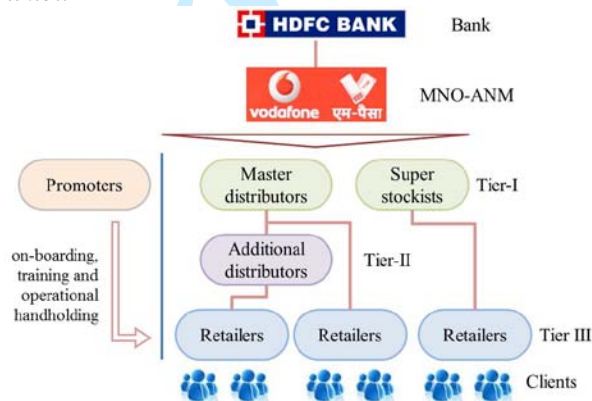 HDFC BANK
Bank
vodafone
एम-पैसा
MNO-ANM
Promoters
Master
distributors
Super
stockists
Tier-I
on-boarding,
training and
operational
handholding
Additional
distributors
Tier-II
Retailers
Retailers
Retailers
Tier III
Clients